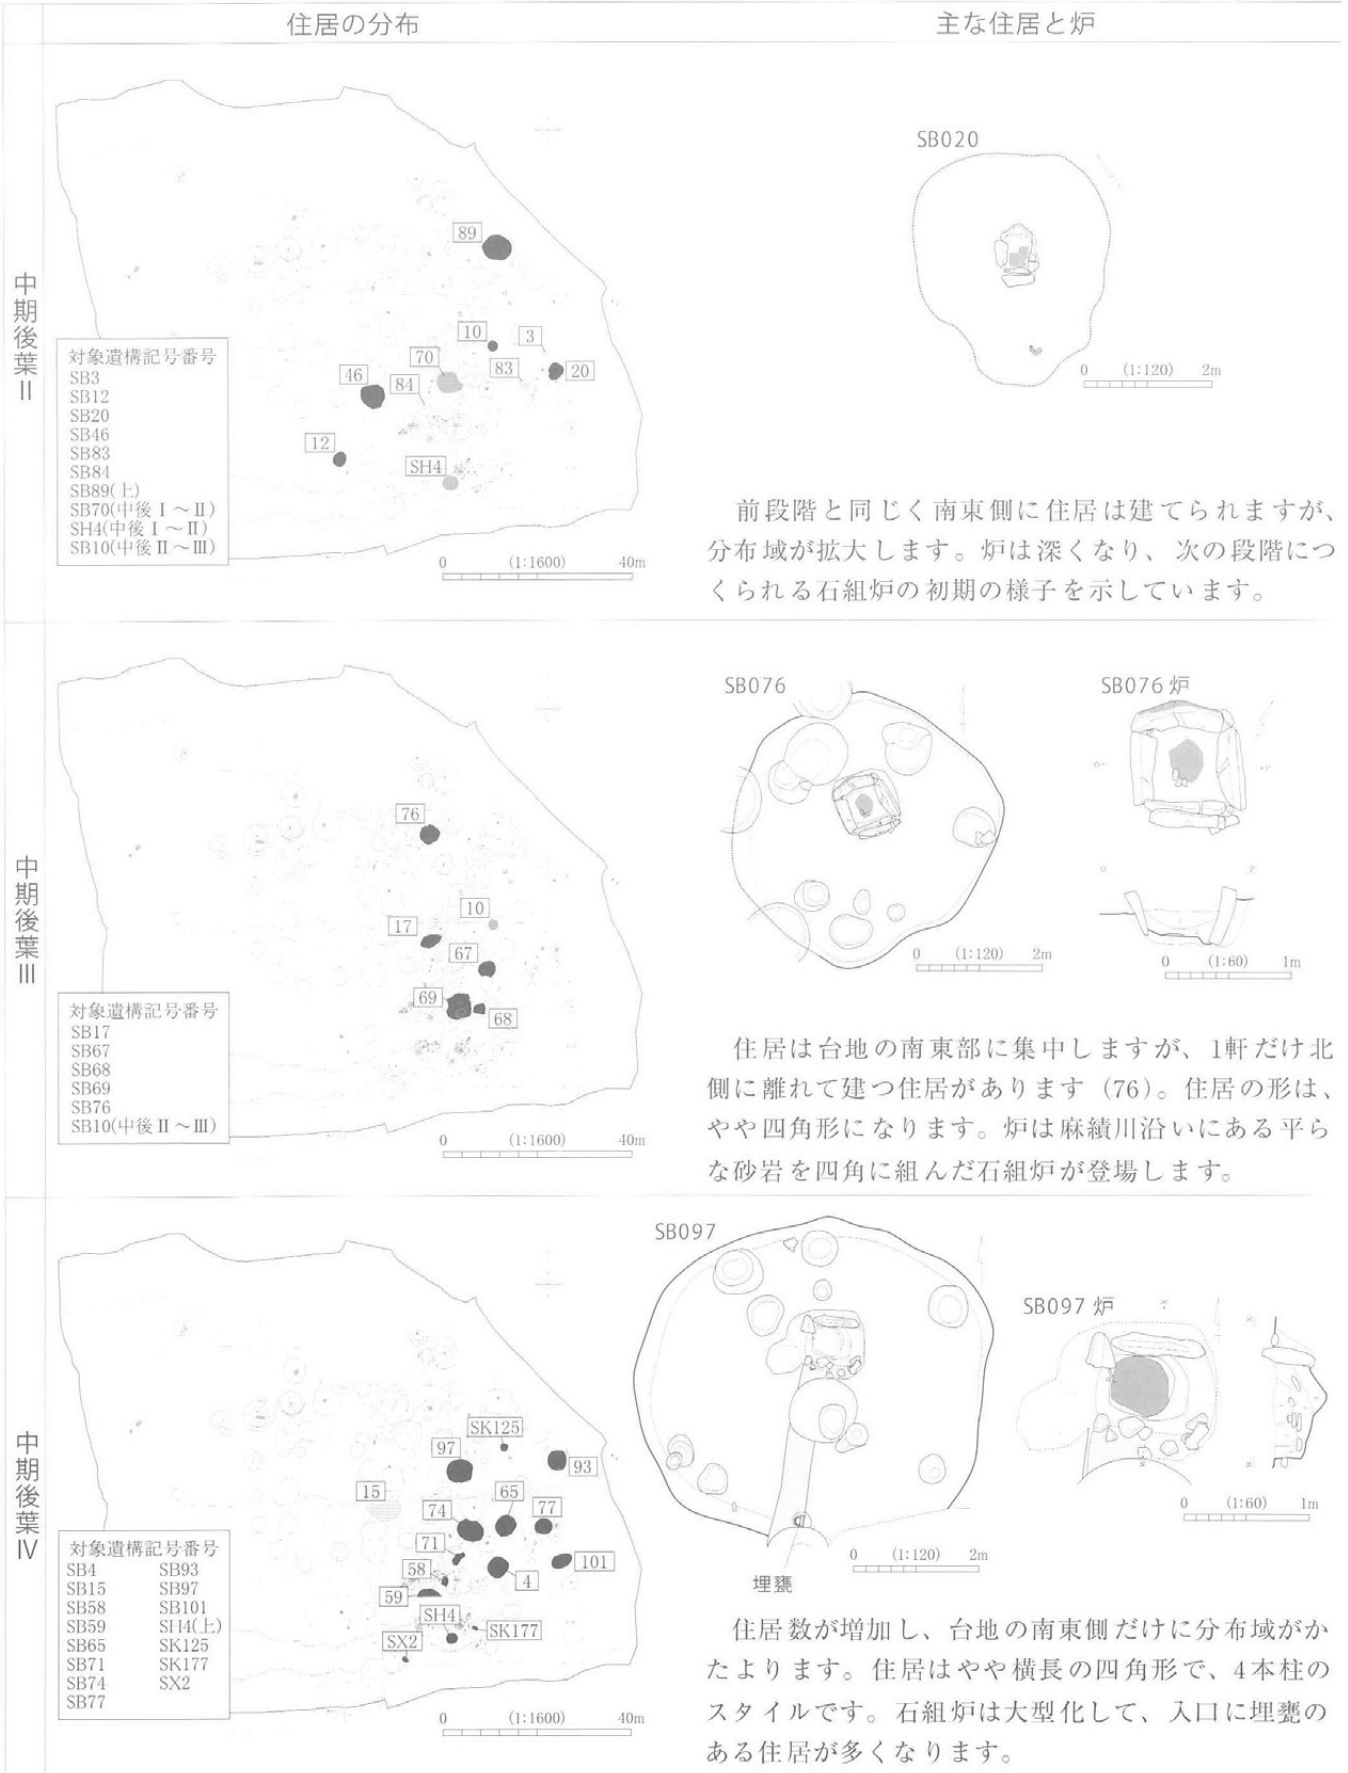 住居の分布
主な住居と炉
中期後葉Ⅱ
89
10
3
70
83
20
46
84
12
SH4
対象遺構記号番号
SB3
SB12
SB20
SB46
SB83
SB84
SB89(上)
SB70(中後Ⅰ～Ⅱ)
SH4(中後Ⅰ～Ⅱ)
SB10(中後Ⅱ～Ⅲ)
0 (1:1600) 40m
SB020
0 (1:120) 2m
前段階と同じく南東側に住居は建てられますが、
分布域が拡大します。炉は深くなり、次の段階につ
くられる石組炉の初期の様子を示しています。
中期後葉Ⅲ
76
10
17
67
69
68
対象遺構記号番号
SB17
SB67
SB68
SB69
SB76
SB10(中後Ⅱ～Ⅲ)
0 (1:1600) 40m
SB076
SB076 炉
0 (1:120) 2m
0 (1:60) 1m
住居は台地の南東部に集中しますが、1軒だけ北
側に離れて建つ住居があります（76）。住居の形は、
やや四角形になります。炉は麻績川沿いにある平ら
な砂岩を四角に組んだ石組炉が登場します。
中期後葉Ⅳ
SK125
97
93
15
65
74
77
71
101
58
4
59
SH4
SK177
SX2
対象遺構記号番号
SB4 SB93
SB15 SB97
SB58 SB101
SB59 SH4(上)
SB65 SK125
SB71 SK177
SB74 SX2
SB77
0 (1:1600) 40m
SB097
SB097 炉
埋甕
0 (1:120) 2m
0 (1:60) 1m
住居数が増加し、台地の南東側だけに分布域がか
たよります。住居はやや横長の四角形で、4本柱の
スタイルです。石組炉は大型化して、入口に埋甕の
ある住居が多くなります。